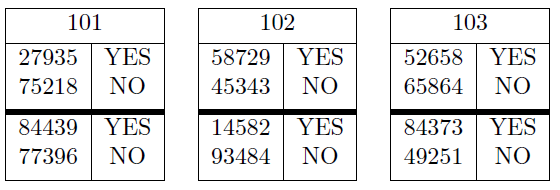 101 102 103
27935 YES 58729 YES 52658 YES
75218 NO 45343 NO 65864 NO
84439 YES 14582 YES 84373 YES
77396 NO 93484 NO 49251 NO